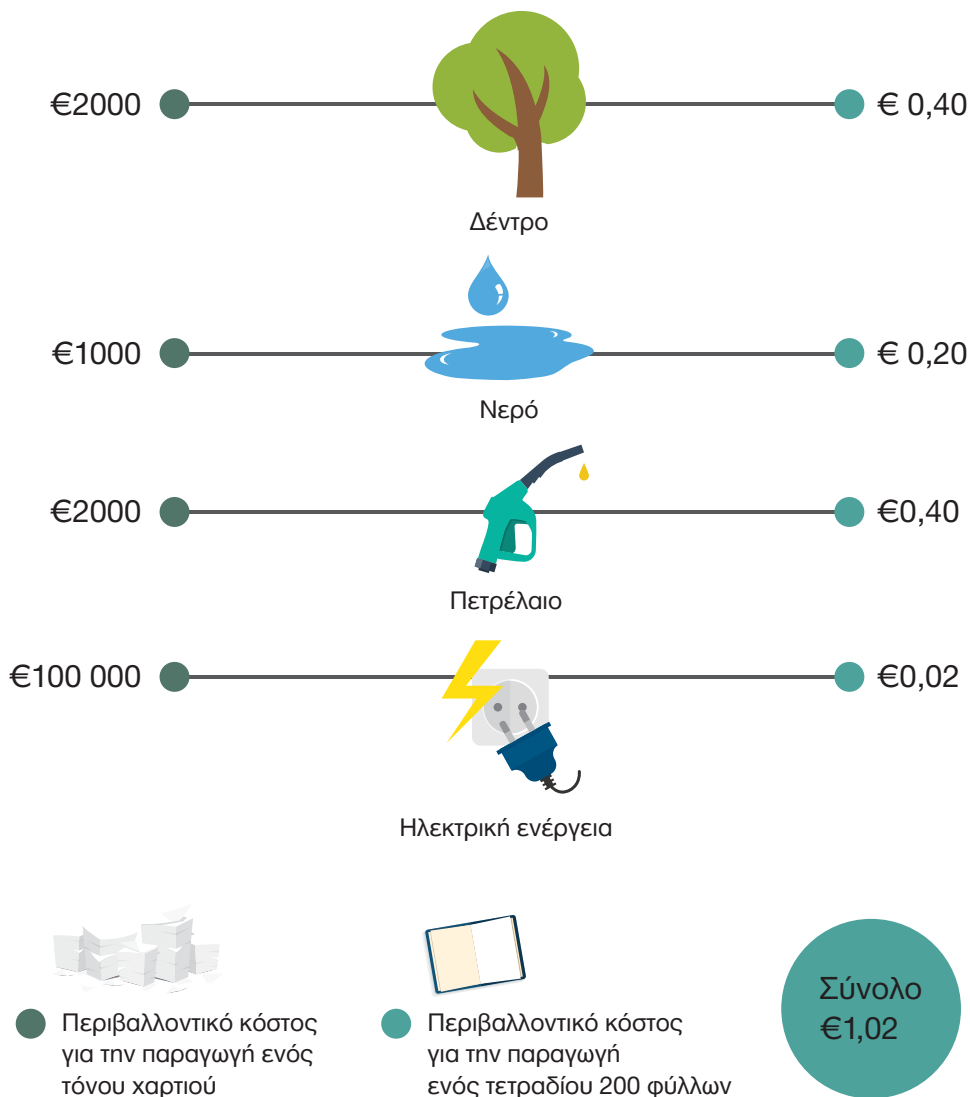 €2000
€ 0,40
Δέντρο
€1000
€ 0,20
Νερό
€2000
€0,40
Πετρέλαιο
€100 000
€0,02
Ηλεκτρική ενέργεια
Περιβαλλοντικό κόστος
για την παραγωγή ενός
τόνου χαρτιού
Περιβαλλοντικό κόστος
για την παραγωγή
ενός τετραδίου 200 φύλλων
Σύνολο
€1,02